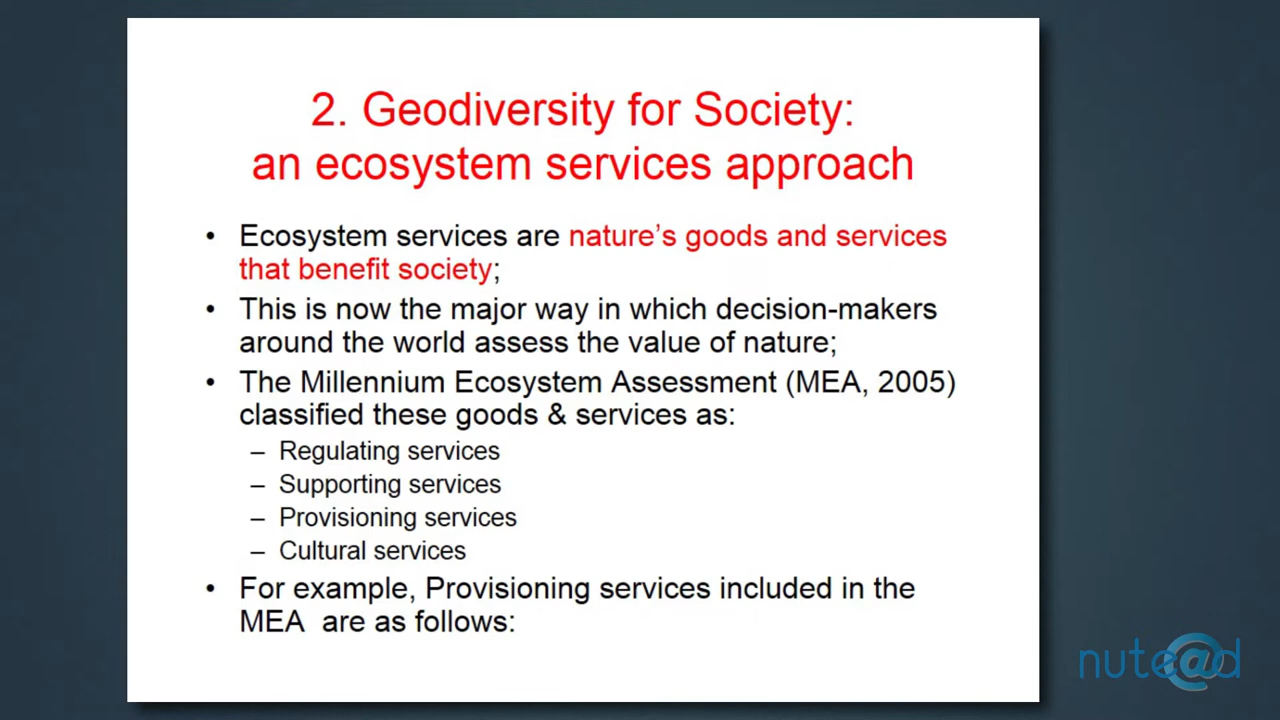 2. Geodiversity for Society:
an ecosystem services approach
• Ecosystem services are nature's goods and services
that benefit society;
• This is now the major way in which decision-makers
around the world assess the value of nature;
• The Millennium Ecosystem Assessment (MEA, 2005)
classified these goods & services as:
– Regulating services
– Supporting services
– Provisioning services
– Cultural services
• For example, Provisioning services included in the
MEA are as follows:
nute@d